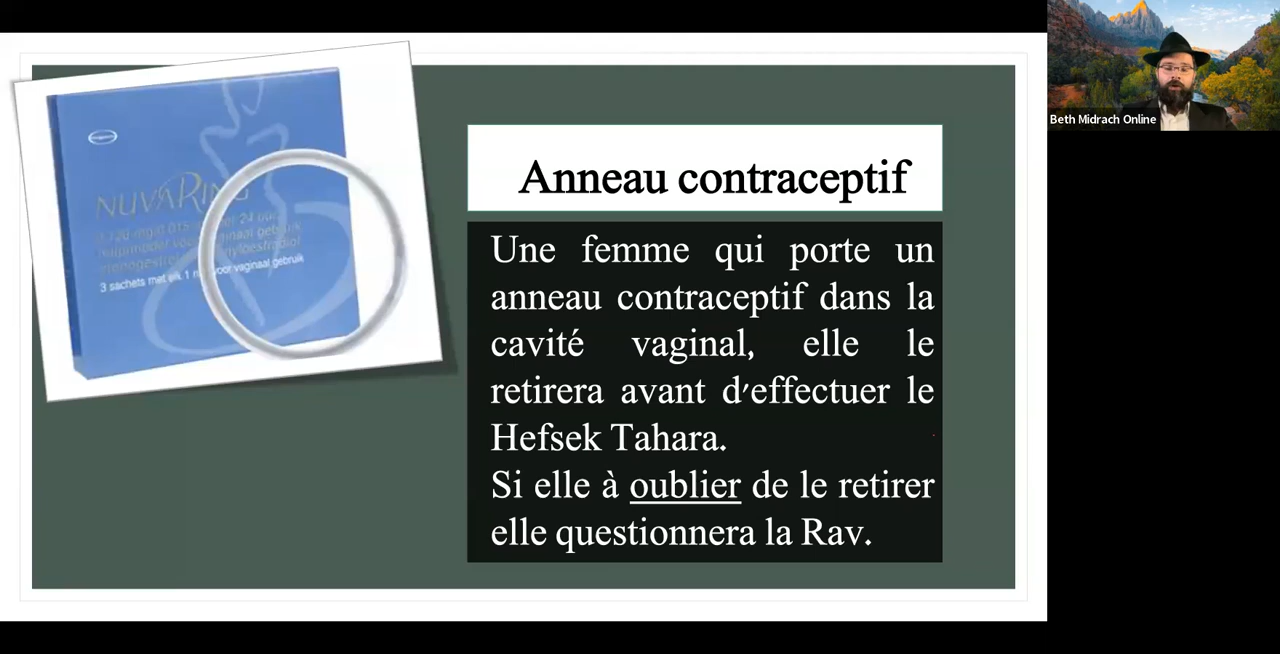 Anneau contraceptif
Une femme qui porte un
anneau contraceptif dans la
cavité vaginal, elle le
retirera avant d'effectuer le
Hefsek Tahara.
Si elle à oublier de le retirer
elle questionnera la Rav.
NUVARING
3 sachets met elk 1 voor vaginaal gebruik
Beth Midrach Online